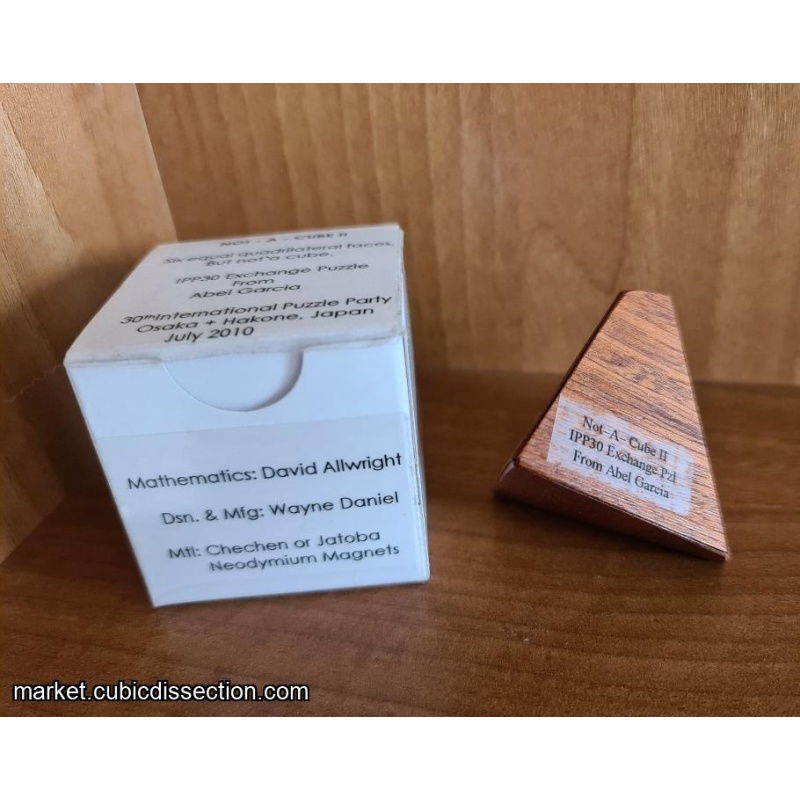 NOT - A - CUBE II
Six equal quadrilateral faces.
But not a cube.
IPP30 Exchange Puzzle
From
Abel Garcia
30th International Puzzle Party
Osaka + Hakone, Japan
July 2010
Mathematics: David Allwright
Dsn. & Mfg: Wayne Daniel
Mtl: Chechen or Jatoba
Neodymium Magnets
Not-A- Cube II
IPP30 Exchange Pzl
From Abel Garcia
market.cubicdissection.com